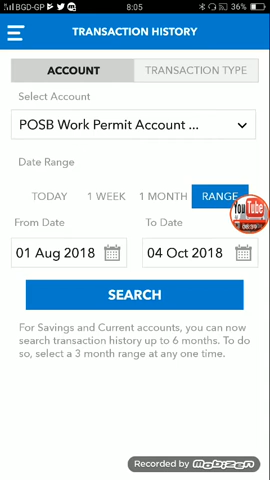 BGD-GP 8:05 36%
TRANSACTION HISTORY
ACCOUNT TRANSACTION TYPE
Select Account
POSB Work Permit Account ...
Date Range
TODAY 1 WEEK 1 MONTH RANGE
You Tube
From Date To Date
01 Aug 2018 04 Oct 2018
SEARCH
For Savings and Current accounts, you can now
search transaction history up to 6 months. To do
so, select a 3 month range at any one time.
Recorded by Mobizen